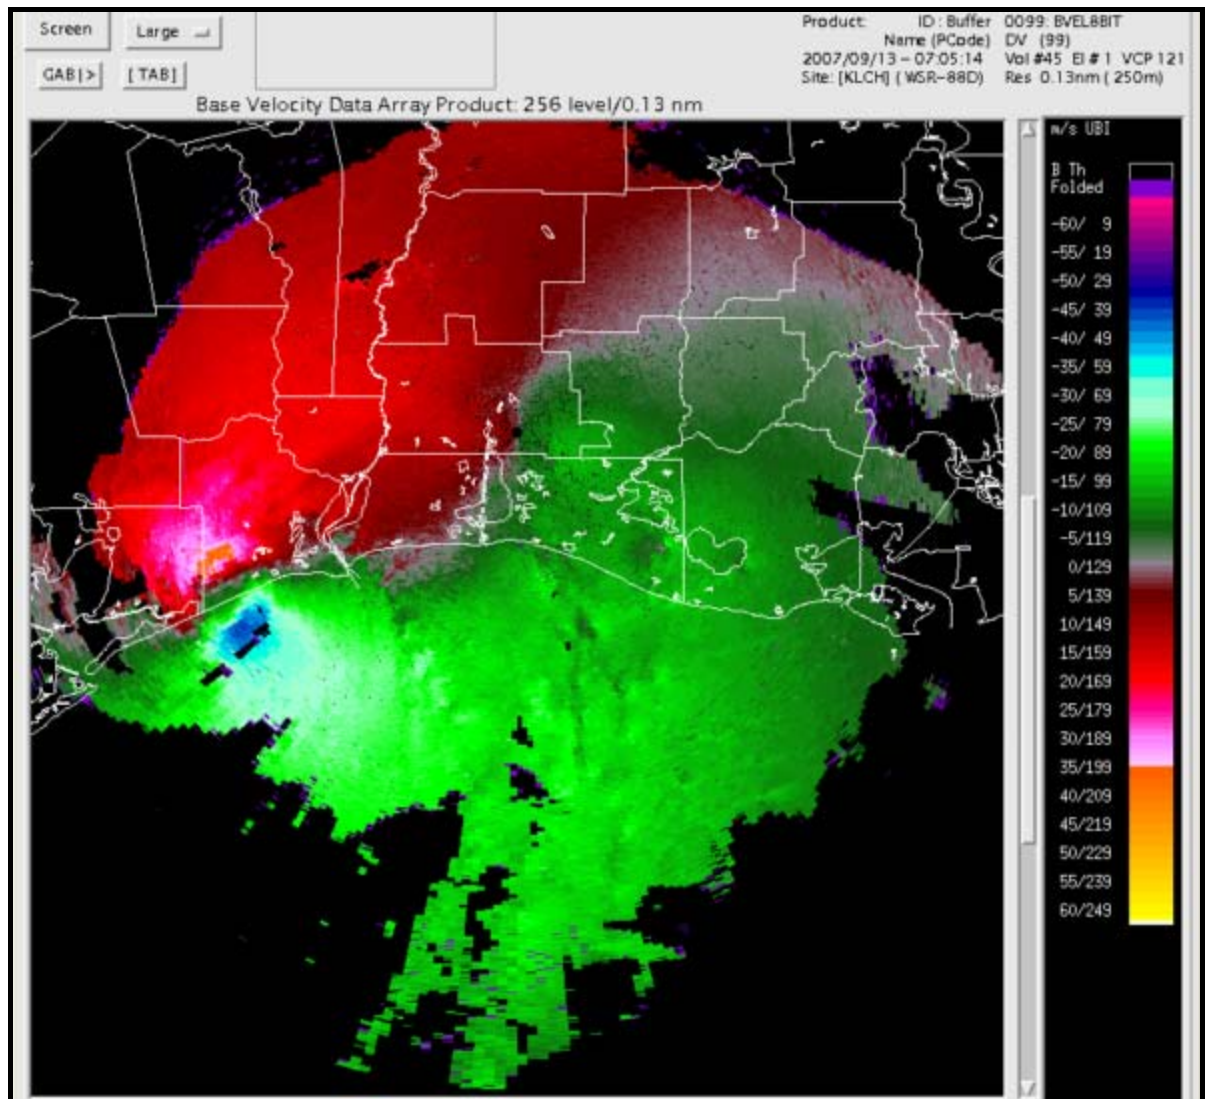 Screen
Large
GAB|>
[TAB]
Product: ID : Buffer 0099: BVEL8BIT
Name (PCode) DV (99)
2007/09/13 – 07:05:14 Vol #45 El # 1 VCP 121
Site: [KLCH] ( WSR-88D) Res 0.13nm ( 250m)
Base Velocity Data Array Product: 256 level/0.13 nm
m/s UBI
B Th
Folded
-60/ 9
-55/ 19
-50/ 29
-45/ 39
-40/ 49
-35/ 59
-30/ 69
-25/ 79
-20/ 89
-15/ 99
-10/109
-5/119
0/129
5/139
10/149
15/159
20/169
25/179
30/189
35/199
40/209
45/219
50/229
55/239
60/249